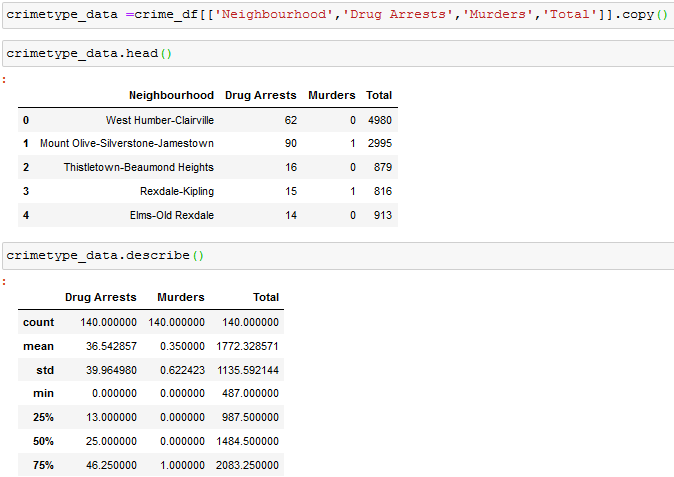 crimetype_data =crime_df[['Neighbourhood','Drug Arrests','Murders','Total']].copy()
crimetype_data.head()
:
Neighbourhood Drug Arrests Murders Total
0 West Humber-Clairville 62 0 4980
1 Mount Olive-Silverstone-Jamestown 90 1 2995
2 Thistletown-Beaumond Heights 16 0 879
3 Rexdale-Kipling 15 1 816
4 Elms-Old Rexdale 14 0 913
crimetype_data.describe()
:
Drug Arrests Murders Total
count 140.000000 140.000000 140.000000
mean 36.542857 0.350000 1772.328571
std 39.964980 0.622423 1135.592144
min 0.000000 0.000000 487.000000
25% 13.000000 0.000000 987.500000
50% 25.000000 0.000000 1484.500000
75% 46.250000 1.000000 2083.250000